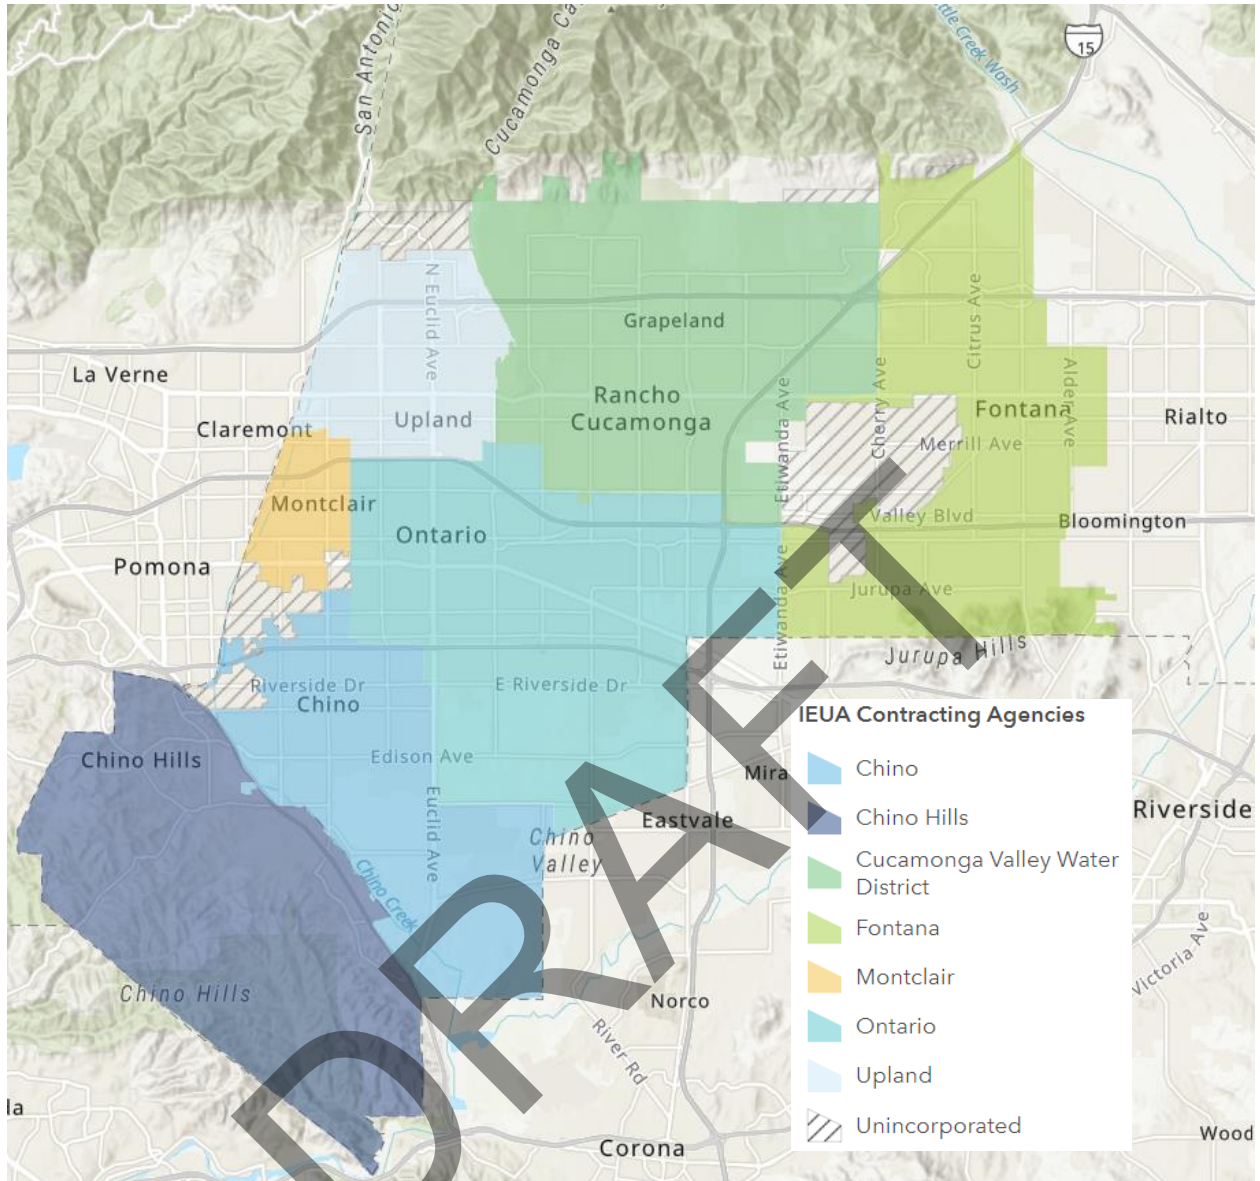 San Antonio
Cucamonga Ca
ttle Creek Wash
15
N Euclid Ave
Grapeland
Citrus Ave
La Verne
Rancho
Cucamonga
Etiwanda Ave
Cherry Ave
Alder Ave
Fontana
Rialto
Claremont
Upland
Merrill Ave
Montclair
Ontario
Valley Blvd
Bloomington
Pomona
Etiwanda Ave
Jurupa Ave
Jurupa Hills
Riverside Dr
Chino
E Riverside Dr
Chino Hills
Edison Ave
Euclid Ave
Mira
Eastvale
Riverside
Chino
Valley
Chino Creek
Chino Hills
Norco
River Rd
Victoria Ave
la
Corona
Wood
DRAFT
IEUA Contracting Agencies
Chino
Chino Hills
Cucamonga Valley Water
District
Fontana
Montclair
Ontario
Upland
Unincorporated